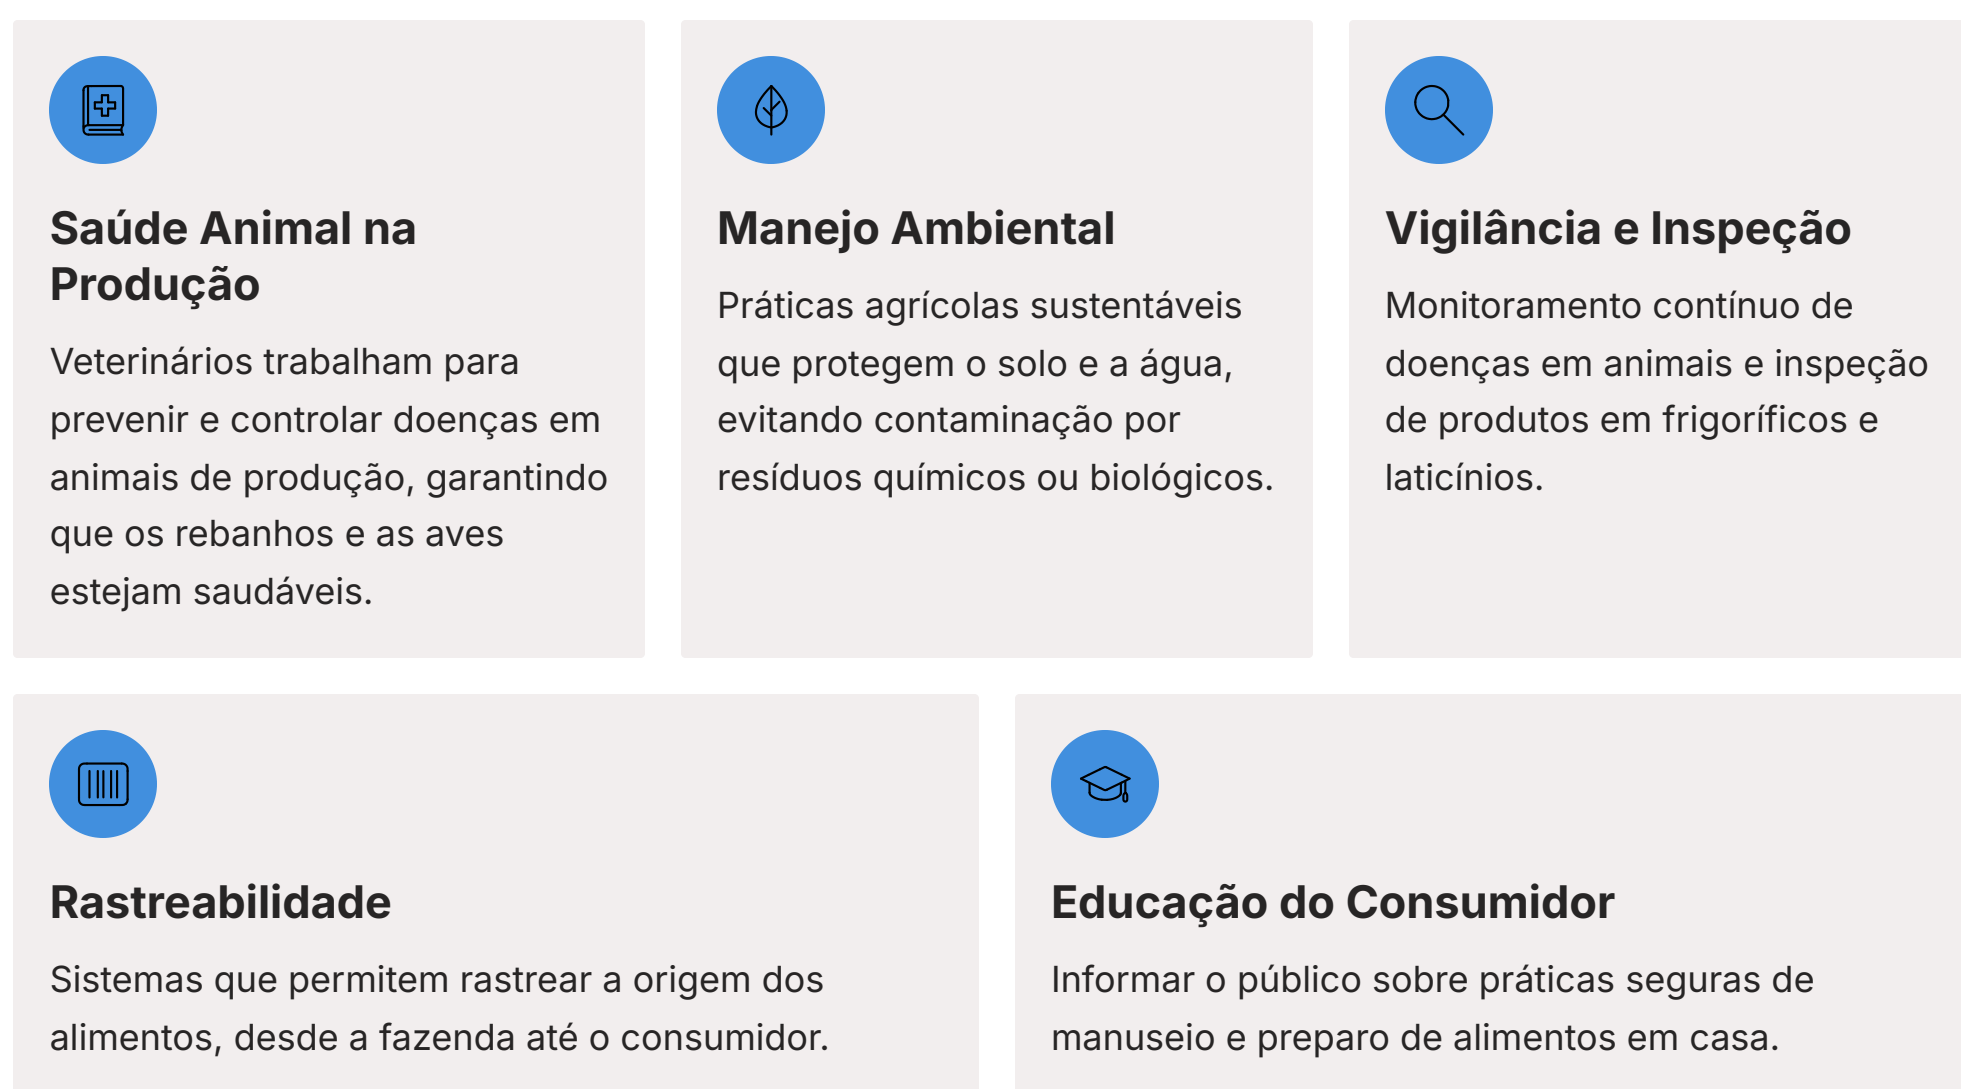 Saúde Animal na
Produção
Veterinários trabalham para
prevenir e controlar doenças em
animais de produção, garantindo
que os rebanhos e as aves
estejam saudáveis.
Manejo Ambiental
Práticas agrícolas sustentáveis
que protegem o solo e a água,
evitando contaminação por
resíduos químicos ou biológicos.
Vigilância e Inspeção
Monitoramento contínuo de
doenças em animais e inspeção
de produtos em frigoríficos e
laticínios.
Rastreabilidade
Sistemas que permitem rastrear a origem dos
alimentos, desde a fazenda até o consumidor.
Educação do Consumidor
Informar o público sobre práticas seguras de
manuseio e preparo de alimentos em casa.